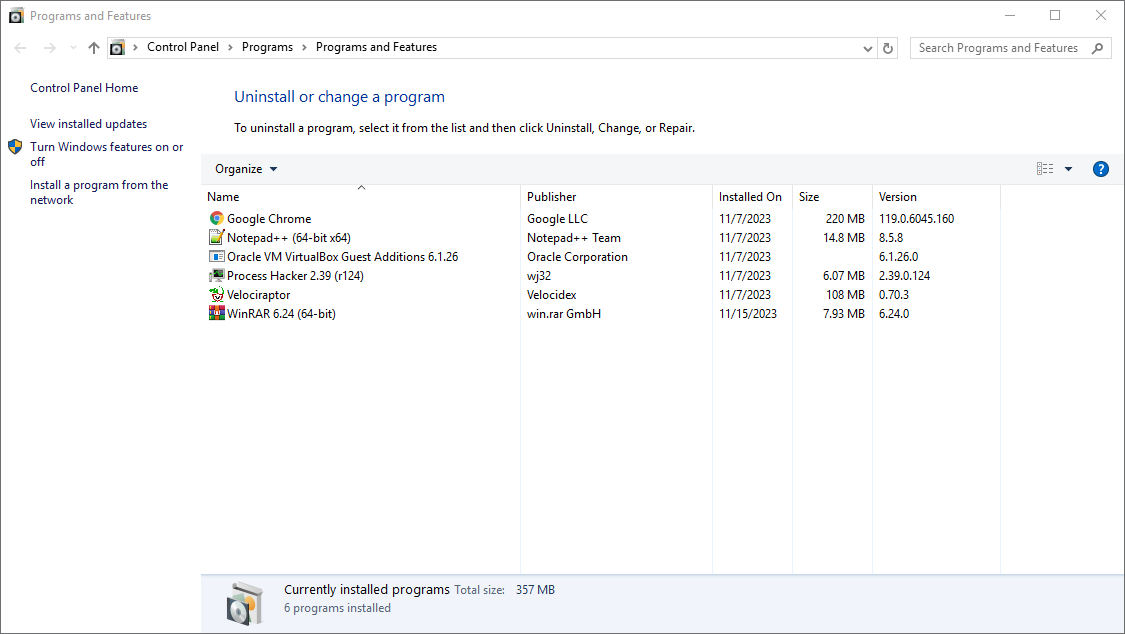 Programs and Features
Control Panel > Programs > Programs and Features
Search Programs and Features
Control Panel Home
View installed updates
Turn Windows features on or
off
Install a program from the
network
Uninstall or change a program
To uninstall a program, select it from the list and then click Uninstall, Change, or Repair.
Organize
Name Publisher Installed On Size Version
Google Chrome Google LLC 11/7/2023 220 MB 119.0.6045.160
Notepad++ (64-bit x64) Notepad++ Team 11/7/2023 14.8 MB 8.5.8
Oracle VM VirtualBox Guest Additions 6.1.26 Oracle Corporation 11/7/2023 6.1.26.0
Process Hacker 2.39 (r124) wj32 11/7/2023 6.07 MB 2.39.0.124
Velociraptor Velocidex 11/7/2023 108 MB 0.70.3
WinRAR 6.24 (64-bit) win.rar GmbH 11/15/2023 7.93 MB 6.24.0
Currently installed programs Total size: 357 MB
6 programs installed